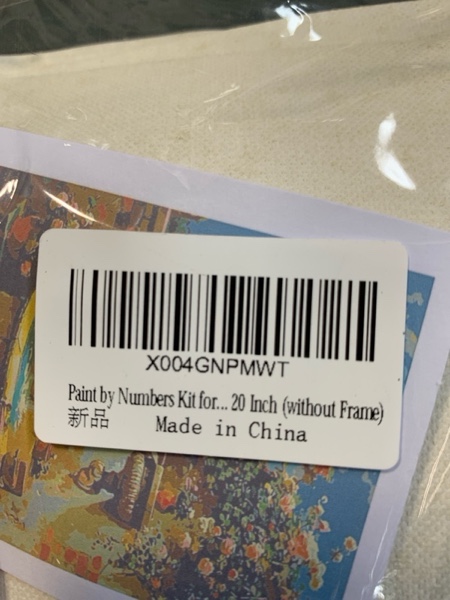 X004GNPMWT
Paint by Numbers Kit for... 20 Inch (without Frame)
新品
Made in China